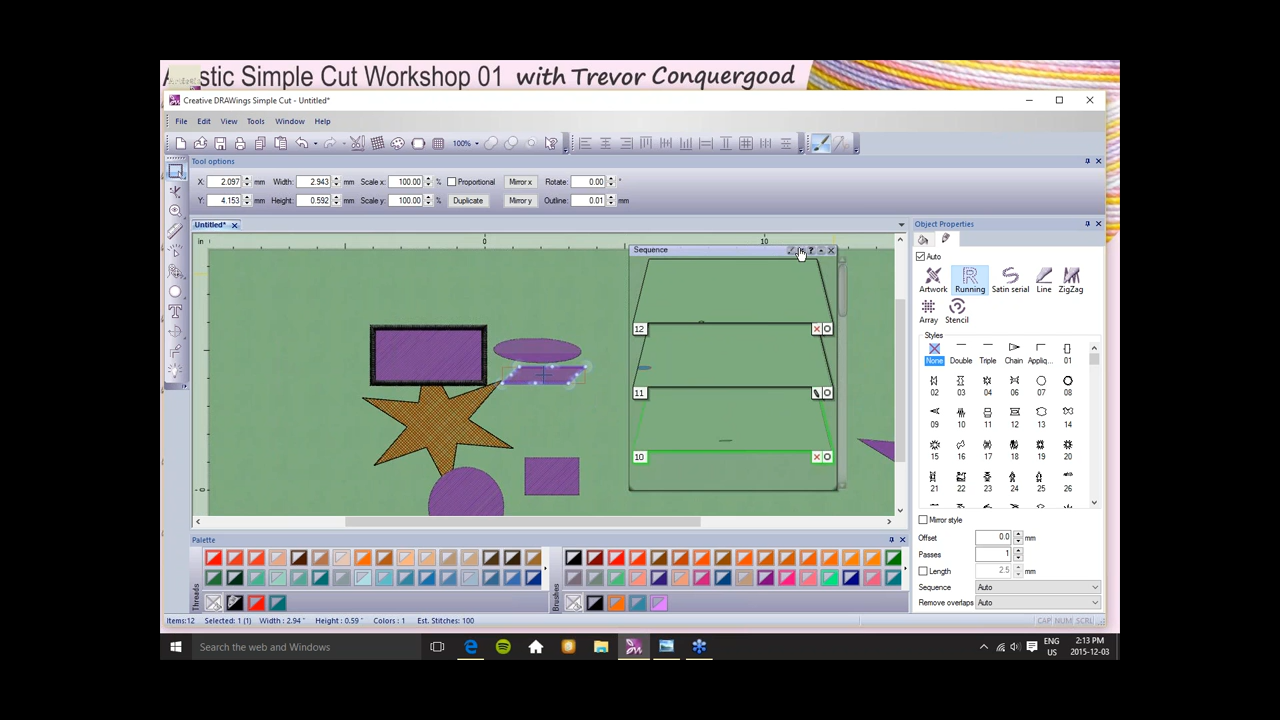 stic Simple Cut Workshop 01 with Trevor Conquergood
Creative DRAWings Simple Cut - Untitled*
File Edit View Tools Window Help
100%
Tool options
X: 2.097 mm Width: 2.943 mm Scale x: 100.00 % Proportional Mirror x Rotate: 0.00 °
Y: 4.153 mm Height: 0.592 mm Scale y: 100.00 % Duplicate Mirror y Outline: 0.01 mm
Untitled*
Object Properties
in 0 10
Sequence
Auto
Artwork Running Satin serial Line ZigZag
Array Stencil
Styles
None Double Triple Chain Appliq... 01
02 03 04 05 06 07 08
09 10 11 12 13 14
15 16 17 18 19 20
21 22 23 24 25 26
12
11
10
0
Mirror style
Offset 0.0 mm
Passes 1
Length 2.5 mm
Sequence Auto
Remove overlaps Auto
Palette
Threads
Brushes
Items:12 Selected: 1 (1) Width : 2.94 " Height : 0.59 " Colors : 1 Est. Stitches: 100
CAP NUM SCRL
Search the web and Windows
ENG
US
2:13 PM
2015-12-03